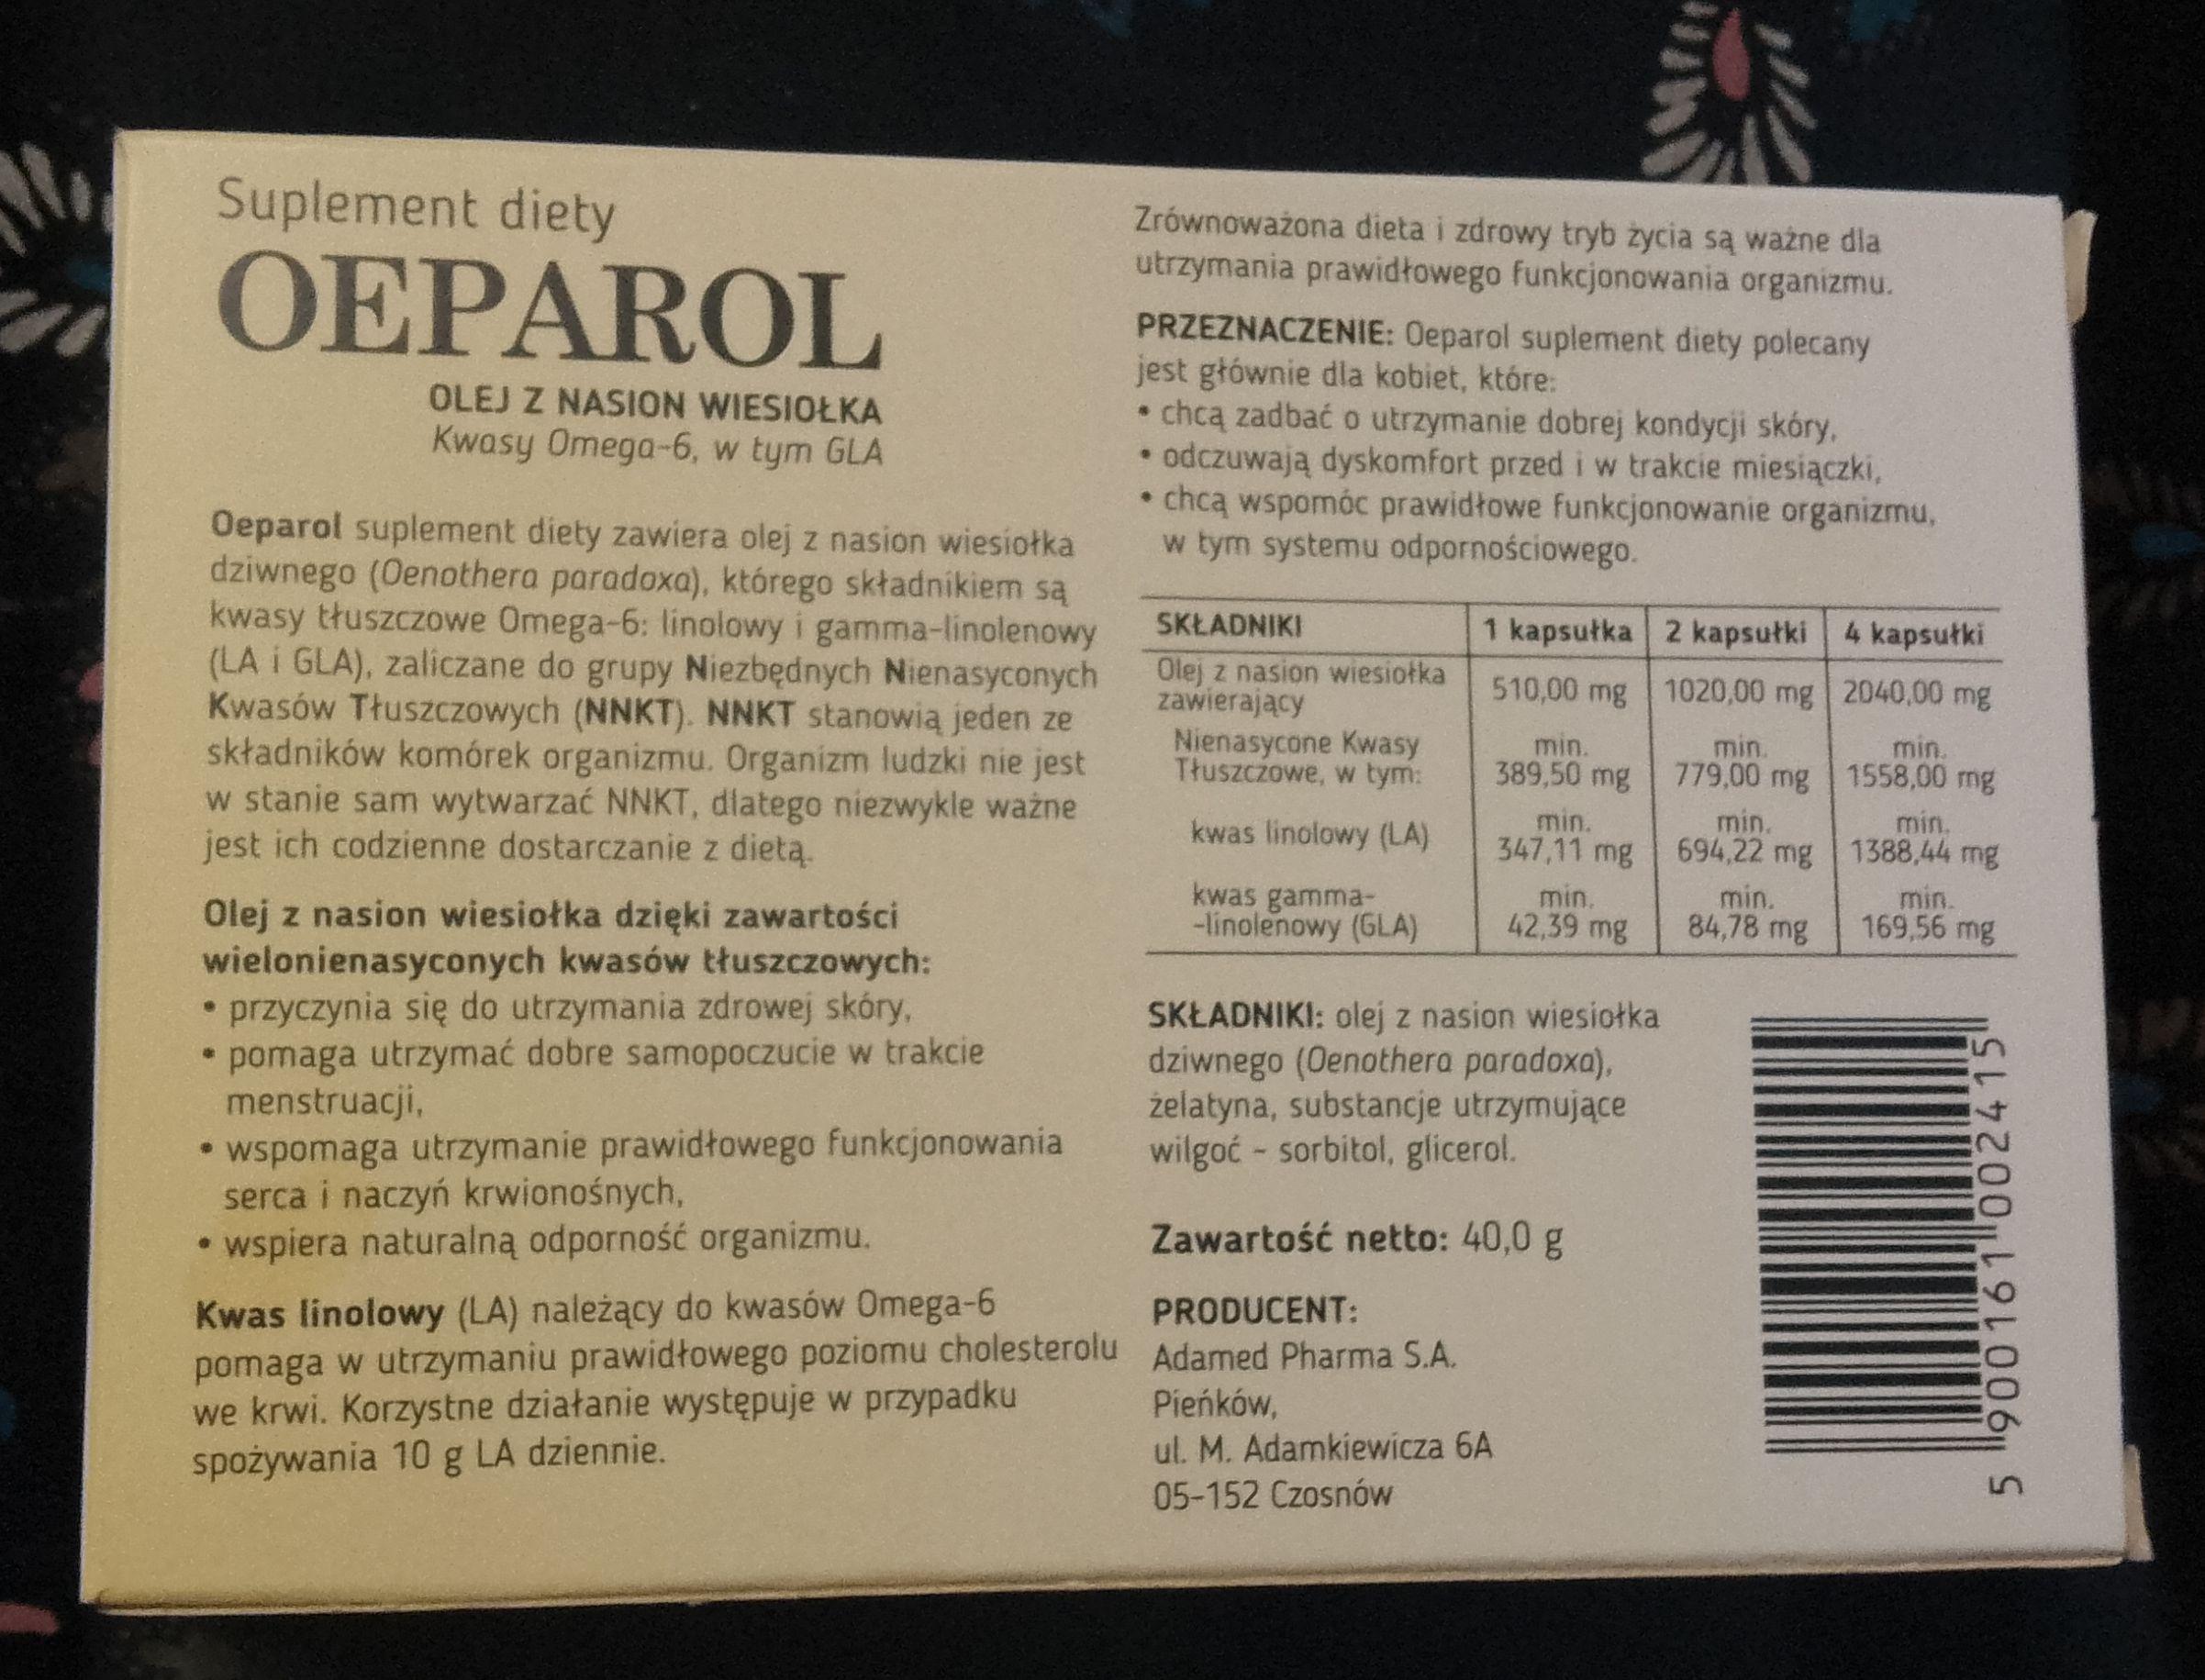 Suplement diety
OEPAROL
OLEJ Z NASION WIESIOŁKA
Kwasy Omega-6, w tym GLA
Oeparol suplement diety zawiera olej z nasion wiesiołka
dziwnego (Oenothera paradoxa), którego składnikiem są
kwasy tłuszczowe Omega-6: linolowy i gamma-linolenowy
(LA i GLA), zaliczane do grupy Niezbędnych Nienasyconych
Kwasów Tłuszczowych (NNKT). NNKT stanowią jeden ze
składników komórek organizmu. Organizm ludzki nie jest
w stanie sam wytwarzać NNKT, dlatego niezwykle ważne
jest ich codzienne dostarczanie z dietą.
Olej z nasion wiesiołka dzięki zawartości
wielonienasyconych kwasów tłuszczowych:
• przyczynia się do utrzymania zdrowej skóry,
• pomaga utrzymać dobre samopoczucie w trakcie
menstruacji,
• wspomaga utrzymanie prawidłowego funkcjonowania
serca i naczyń krwionośnych,
• wspiera naturalną odporność organizmu.
Kwas linolowy (LA) należący do kwasów Omega-6
pomaga w utrzymaniu prawidłowego poziomu cholesterolu
we krwi. Korzystne działanie występuje w przypadku
spożywania 10 g LA dziennie.
Zrównoważona dieta i zdrowy tryb życia są ważne dla
utrzymania prawidłowego funkcjonowania organizmu.
PRZEZNACZENIE: Oeparol suplement diety polecany
jest głównie dla kobiet, które:
• chcą zadbać o utrzymanie dobrej kondycji skóry,
• odczuwają dyskomfort przed i w trakcie miesiączki,
• chcą wspomóc prawidłowe funkcjonowanie organizmu,
w tym systemu odpornościowego.
SKŁADNIKI 1 kapsułka 2 kapsułki 4 kapsułki
Olej z nasion wiesiołka
zawierający 510,00 mg 1020,00 mg 2040,00 mg
Nienasycone Kwasy min. min. min.
Tłuszczowe, w tym: 389,50 mg 779,00 mg 1558,00 mg
kwas linolowy (LA) min. min. min.
347,11 mg 694,22 mg 1388,44 mg
kwas gamma- min. min. min.
-linolenowy (GLA) 42,39 mg 84,78 mg 169,56 mg
SKŁADNIKI: olej z nasion wiesiołka
dziwnego (Oenothera paradoxa),
żelatyna, substancje utrzymujące
wilgoć - sorbitol, glicerol.
Zawartość netto: 40,0 g
PRODUCENT:
Adamed Pharma S.A.
Pieńków,
ul. M. Adamkiewicza 6A
05-152 Czosnów
5 900161 002415